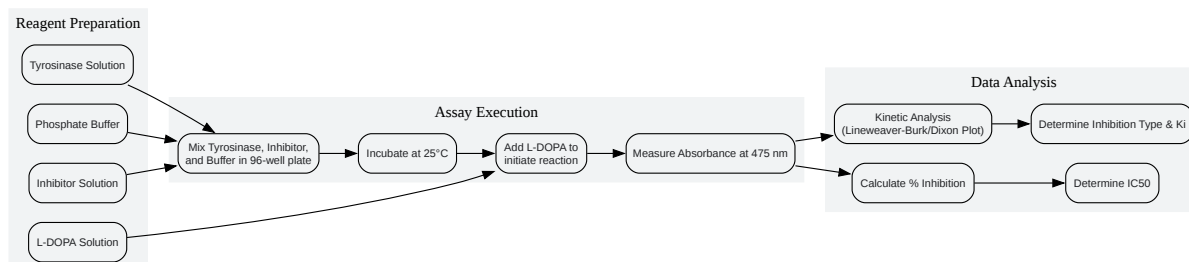 Reagent Preparation
Tyrosinase Solution
Phosphate Buffer
Inhibitor Solution
L-DOPA Solution
Assay Execution
Mix Tyrosinase, Inhibitor,
and Buffer in 96-well plate
Incubate at 25°C
Add L-DOPA to
initiate reaction
Measure Absorbance at 475 nm
Data Analysis
Kinetic Analysis
(Lineweaver-Burk/Dixon Plot)
Determine Inhibition Type & Ki
Calculate % Inhibition
Determine IC50